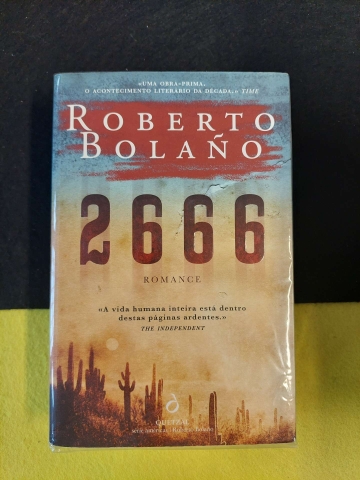 «UMA OBRA-PRIMA.
O ACONTECIMENTO LITERÁRIO DA DÉCADA.» TIME
ROBERTO
BOLAÑO
2666
ROMANCE
«A vida humana inteira está dentro
destas páginas ardentes.»
THE INDEPENDENT
QUETZAL